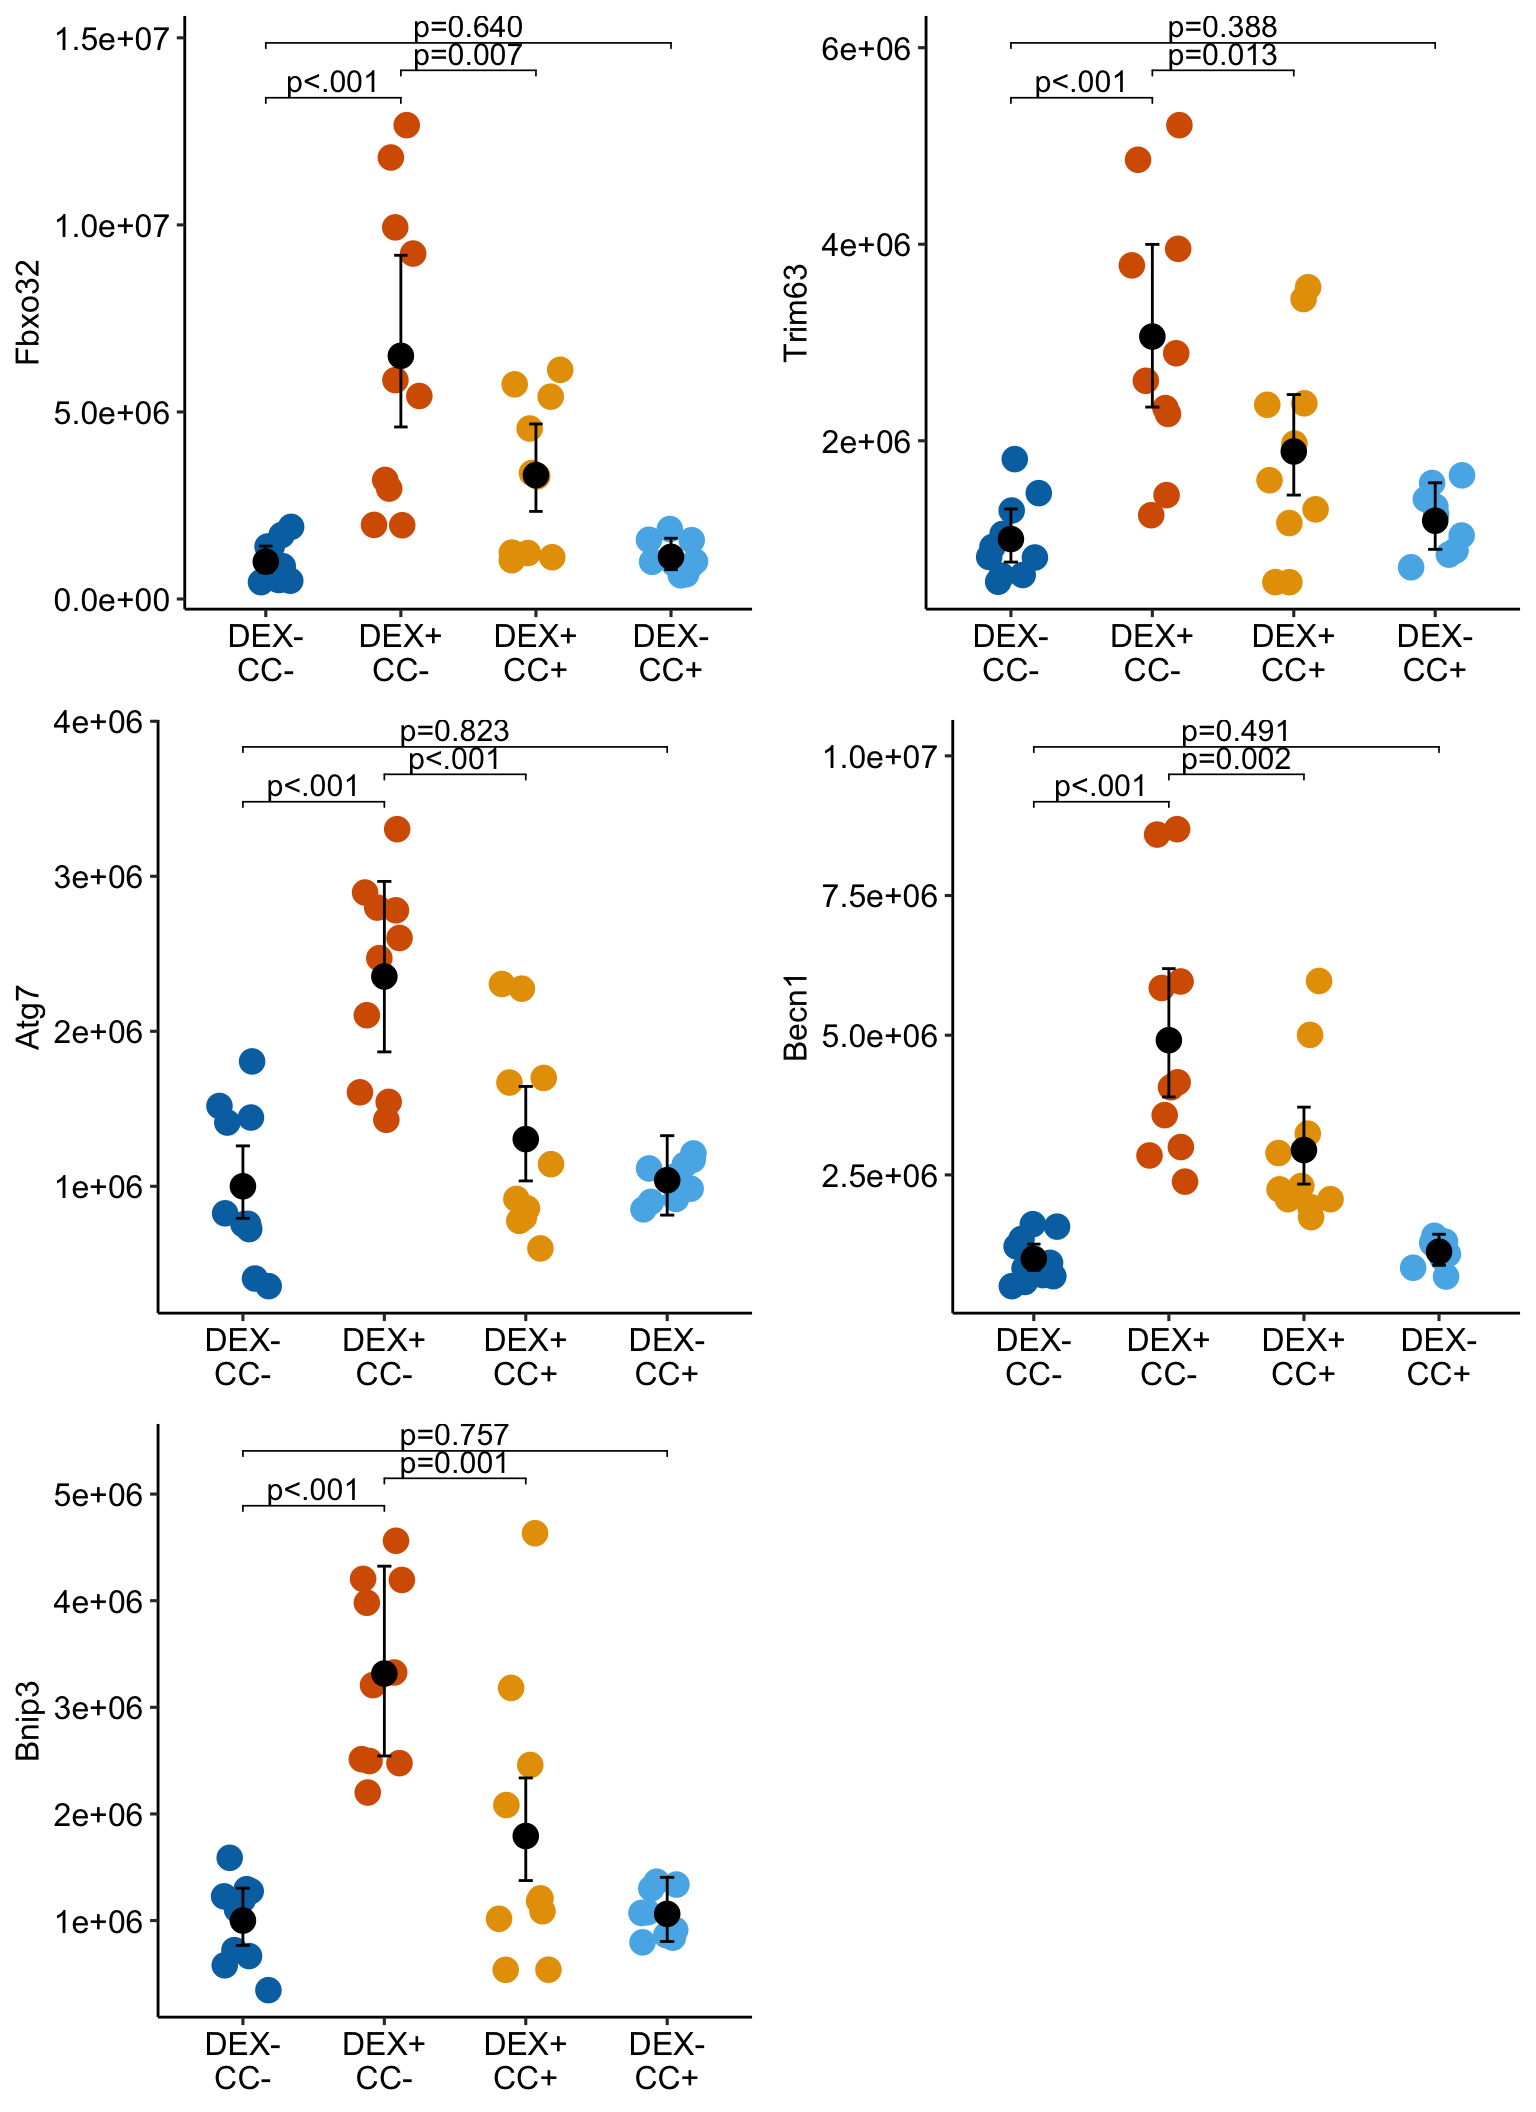 p=0.640
p=0.007
p<.001
1.5e+07
1.0e+07
5.0e+06
0.0e+00
Fbxo32
DEX-
CC-
DEX+
CC-
DEX+
CC+
DEX-
CC+
p=0.388
p=0.013
p<.001
6e+06
4e+06
2e+06
Trim63
DEX-
CC-
DEX+
CC-
DEX+
CC+
DEX-
CC+
p=0.823
p<.001
p<.001
4e+06
3e+06
2e+06
1e+06
Atg7
DEX-
CC-
DEX+
CC-
DEX+
CC+
DEX-
CC+
p=0.491
p=0.002
p<.001
1.0e+07
7.5e+06
5.0e+06
2.5e+06
Becn1
DEX-
CC-
DEX+
CC-
DEX+
CC+
DEX-
CC+
p=0.757
p=0.001
p<.001
5e+06
4e+06
3e+06
2e+06
1e+06
Bnip3
DEX-
CC-
DEX+
CC-
DEX+
CC+
DEX-
CC+